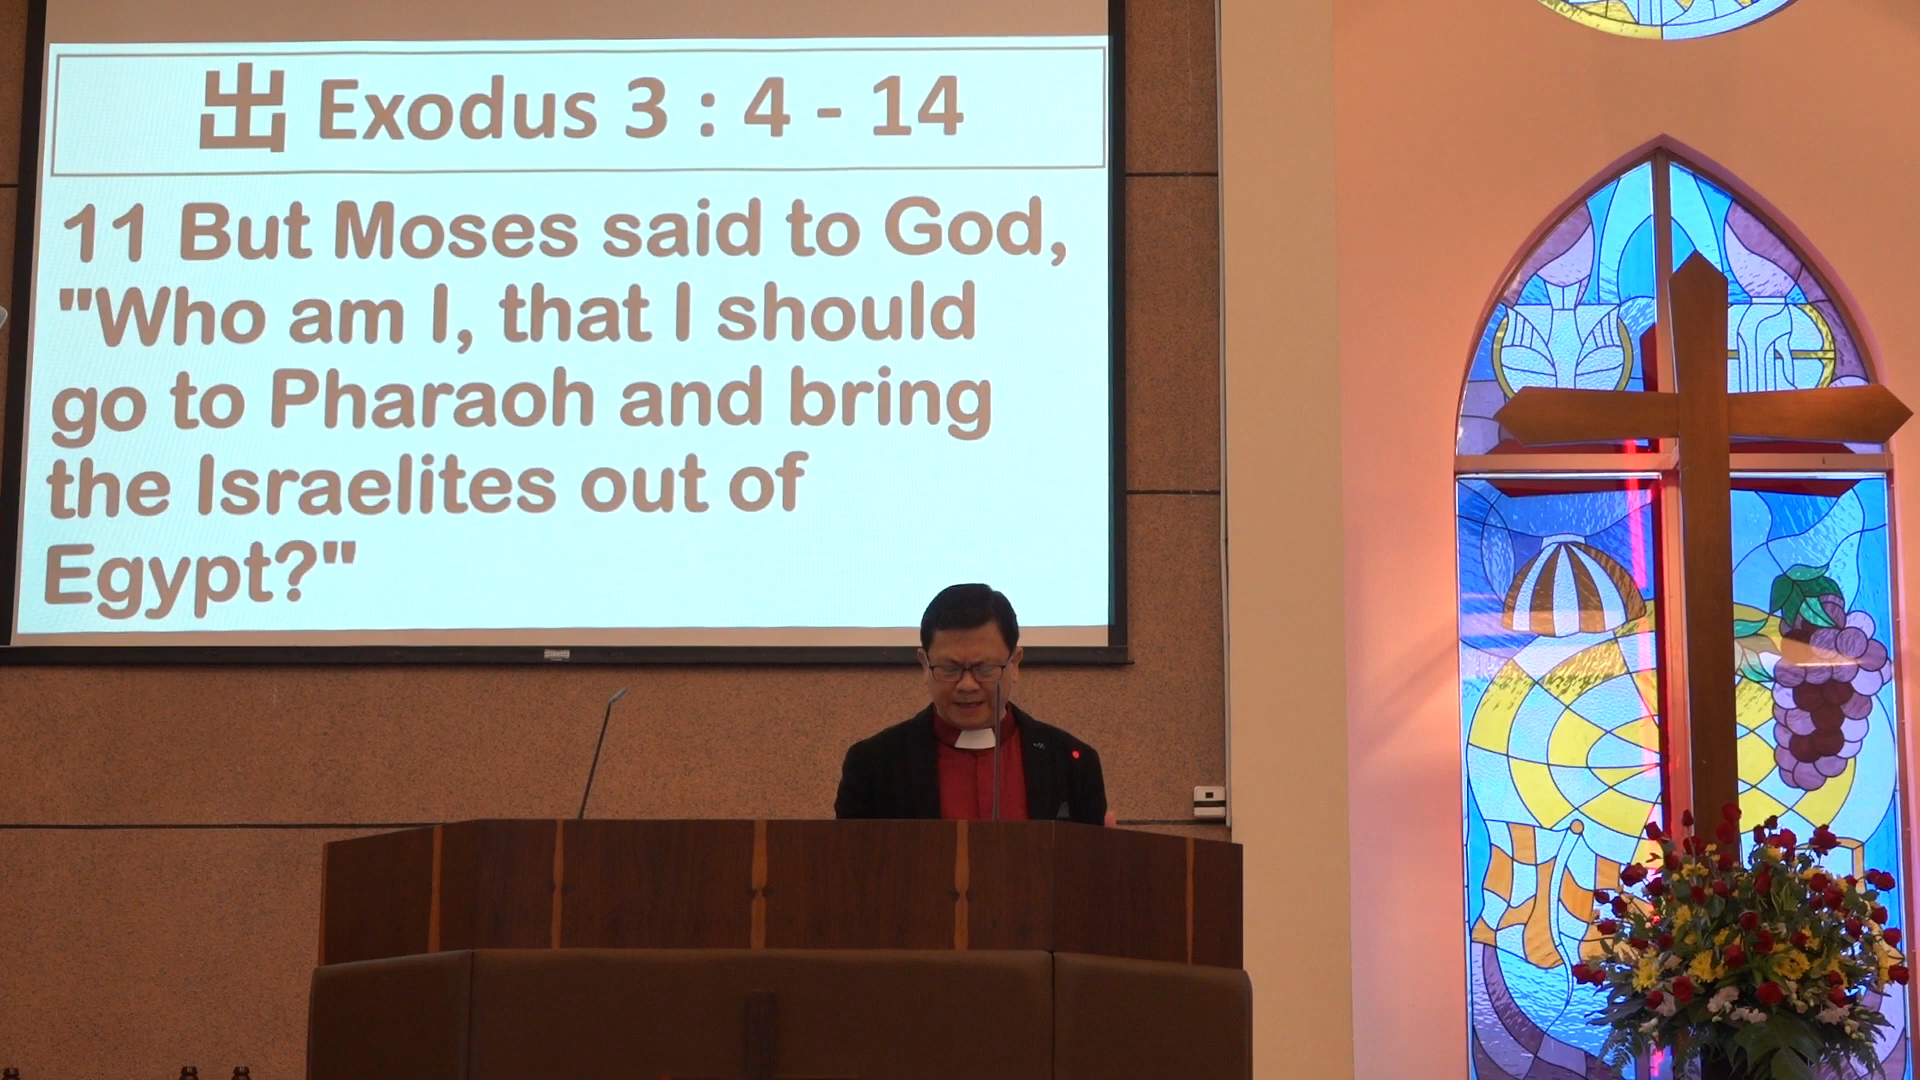 出 Exodus 3 : 4 - 14
11 But Moses said to God,
"Who am I, that I should
go to Pharaoh and bring
the Israelites out of
Egypt?"